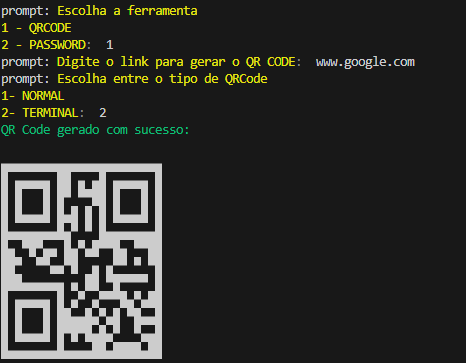 prompt: Escolha a ferramenta
1 - QRCODE
2 - PASSWORD:  1
prompt: Digite o link para gerar o QR CODE:  www.google.com
prompt: Escolha entre o tipo de QRCode
1- NORMAL
2- TERMINAL:  2
QR Code gerado com sucesso: